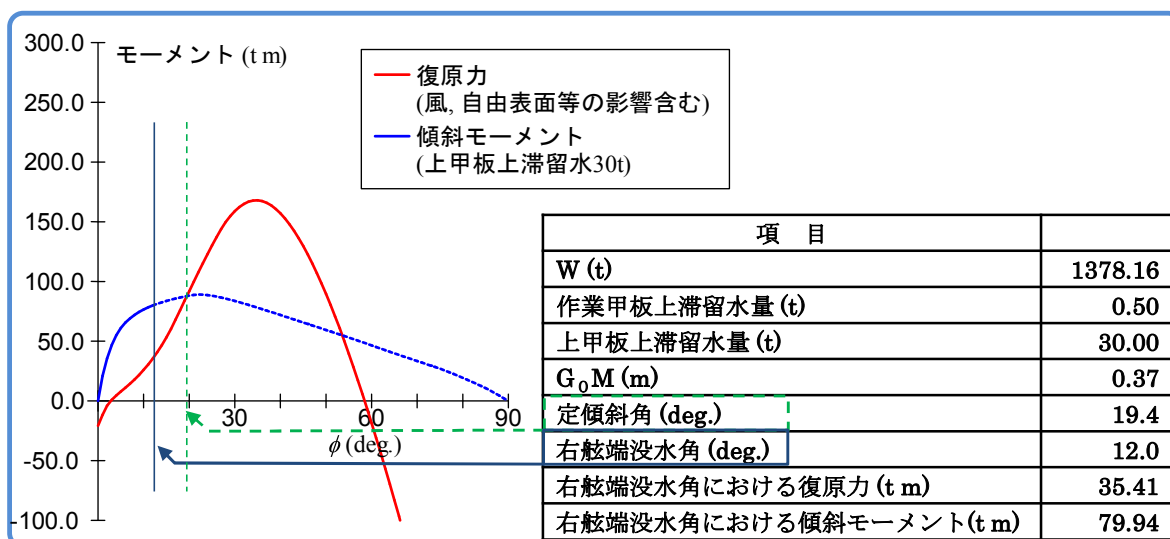 300.0
モーメント (t m)
250.0
200.0
150.0
100.0
50.0
0.0
-50.0
-100.0
30
60
90
ϕ (deg.)
復原力
(風, 自由表面等の影響含む)
傾斜モーメント
(上甲板上滞留水30t)
項 目
W (t) 1378.16
作業甲板上滞留水量 (t) 0.50
上甲板上滞留水量 (t) 30.00
G₀M (m) 0.37
定傾斜角 (deg.) 19.4
右舷端没水角 (deg.) 12.0
右舷端没水角における復原力 (t m) 35.41
右舷端没水角における傾斜モーメント(t m) 79.94